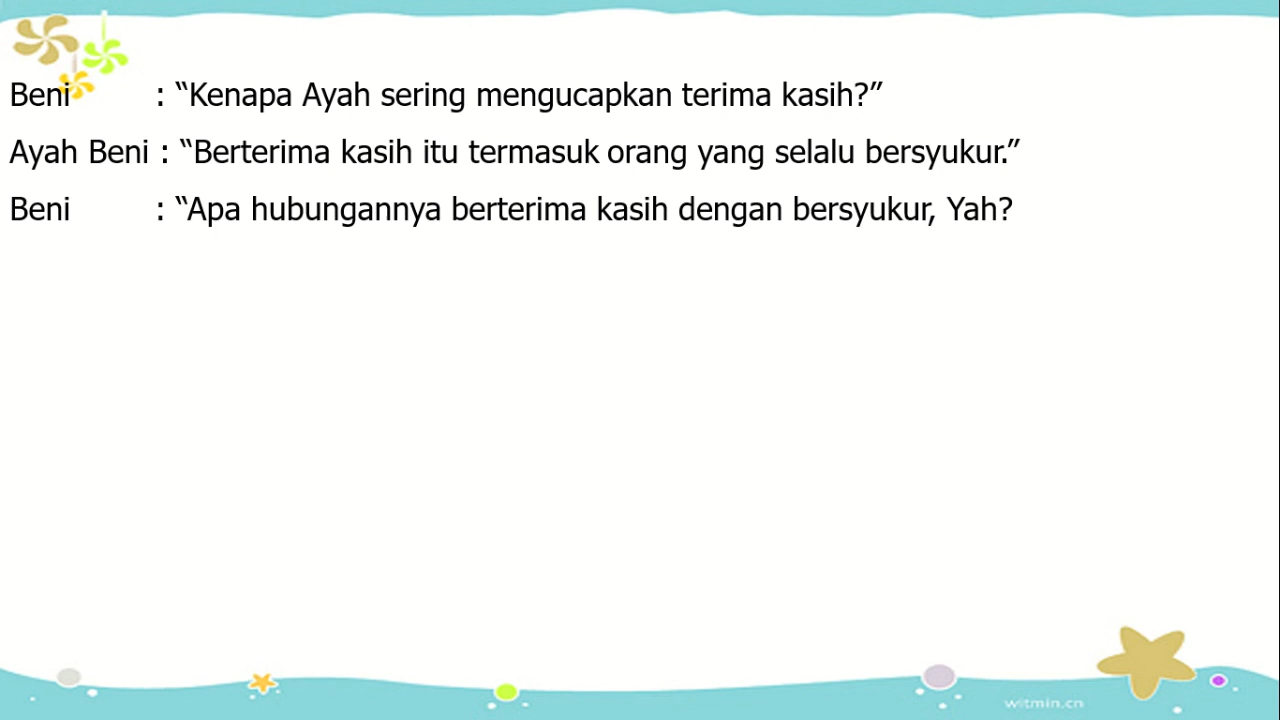 Beni : “Kenapa Ayah sering mengucapkan terima kasih?”
Ayah Beni : “Berterima kasih itu termasuk orang yang selalu bersyukur.”
Beni : “Apa hubungannya berterima kasih dengan bersyukur, Yah?
witmin.cn